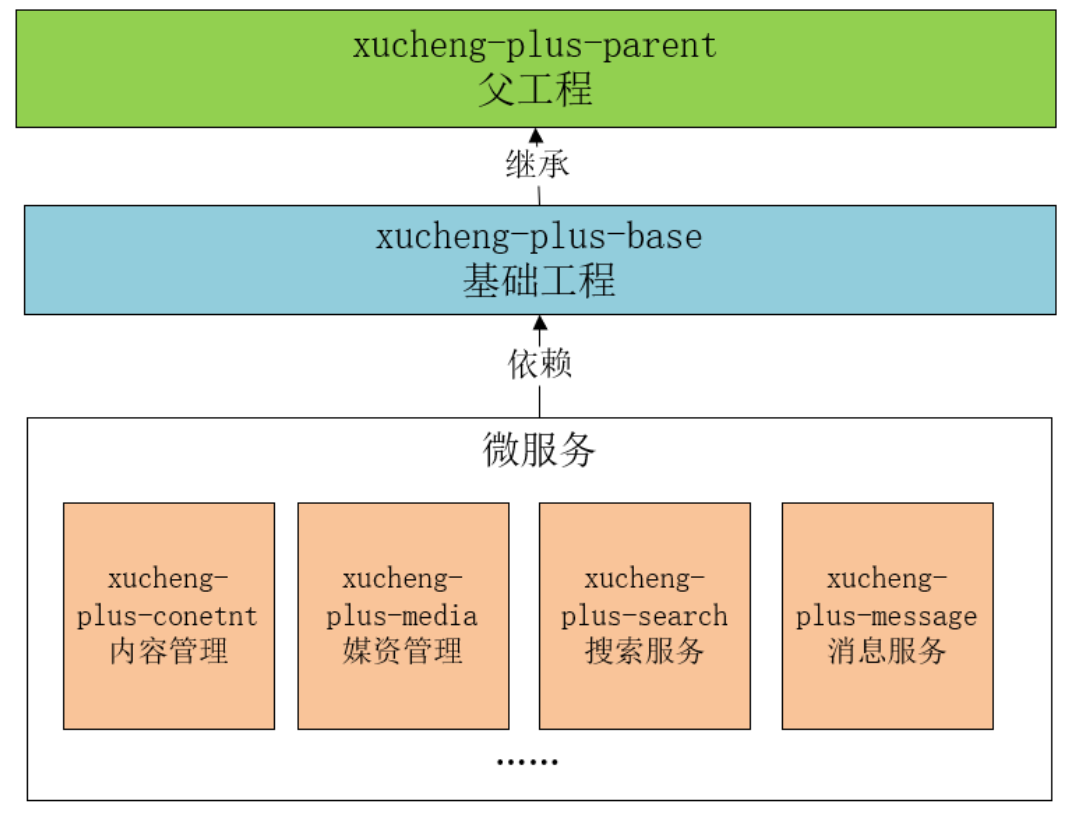 xucheng-plus-parent
父工程
继承
xucheng-plus-base
基础工程
依赖
微服务
xucheng-
plus-conetnt
内容管理
xucheng-
plus-media
媒资管理
xucheng-
plus-search
搜索服务
xucheng-
plus-message
消息服务
……